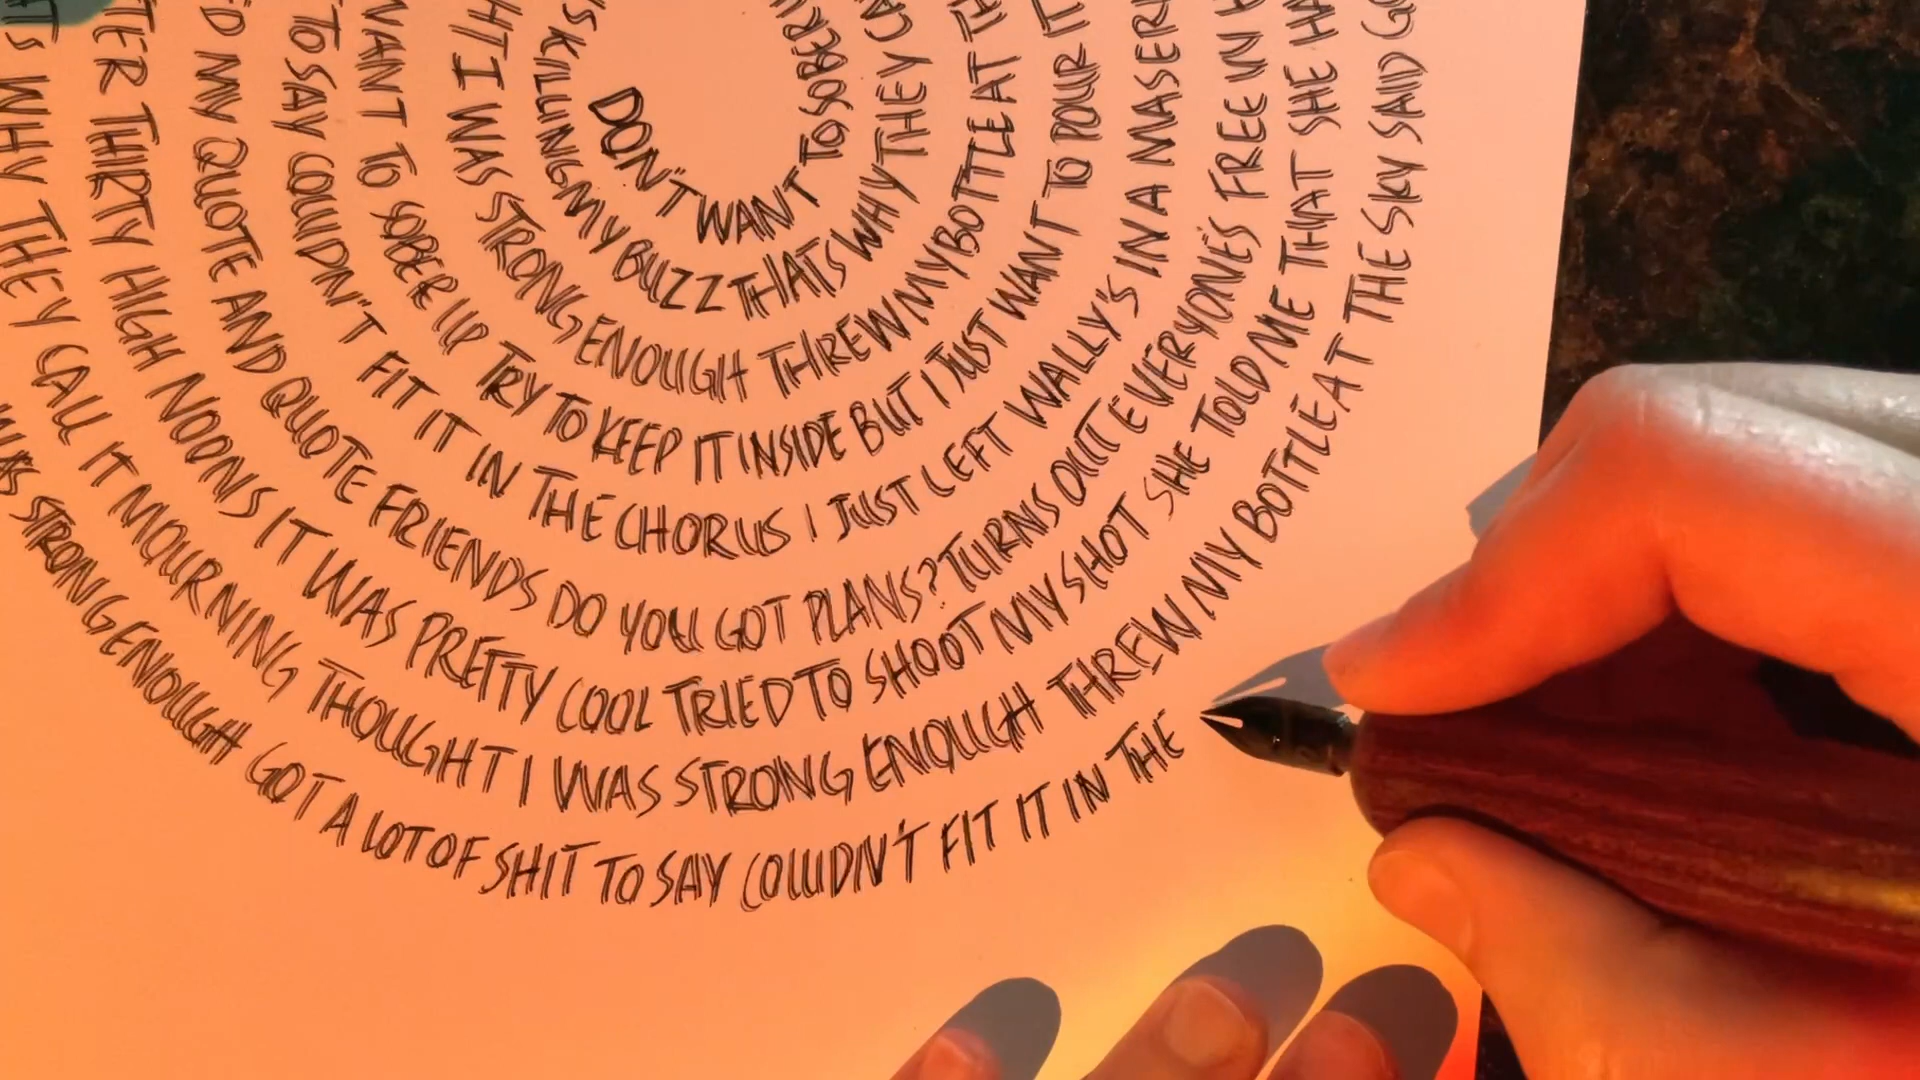 DON'T WANT TO SOBER
'S KILLING MY BUZZ THATS WHY THEY CA
HT I WAS STRONG ENOUGH THREW MY BOTTLE AT TH
WANT TO SOBER UP TRY TO KEEP IT INSIDE BUT I JUST WANT TO POUR IT
TO SAY COULDN'T FIT IT IN THE CHORUS I JUST LEFT WALLY'S IN A MASER
D MY QUOTE AND QUOTE FRIENDS DO YOU GOT PLANS? TURNS OUT EVERYONE'S FREE IN
TER THIRTY HIGH NOONS IT WAS PRETTY COOL TRIED TO SHOOT MY SHOT SHE TOLD ME THAT SHE HA
ATS WHY THEY CALL IT MOURNING THOUGHT I WAS STRONG ENOUGH THREW MY BOTTLE AT THE SKY SAID GO
WAS STRONG ENOUGH GOT A LOT OF SHIT TO SAY COULDN'T FIT IT IN THE